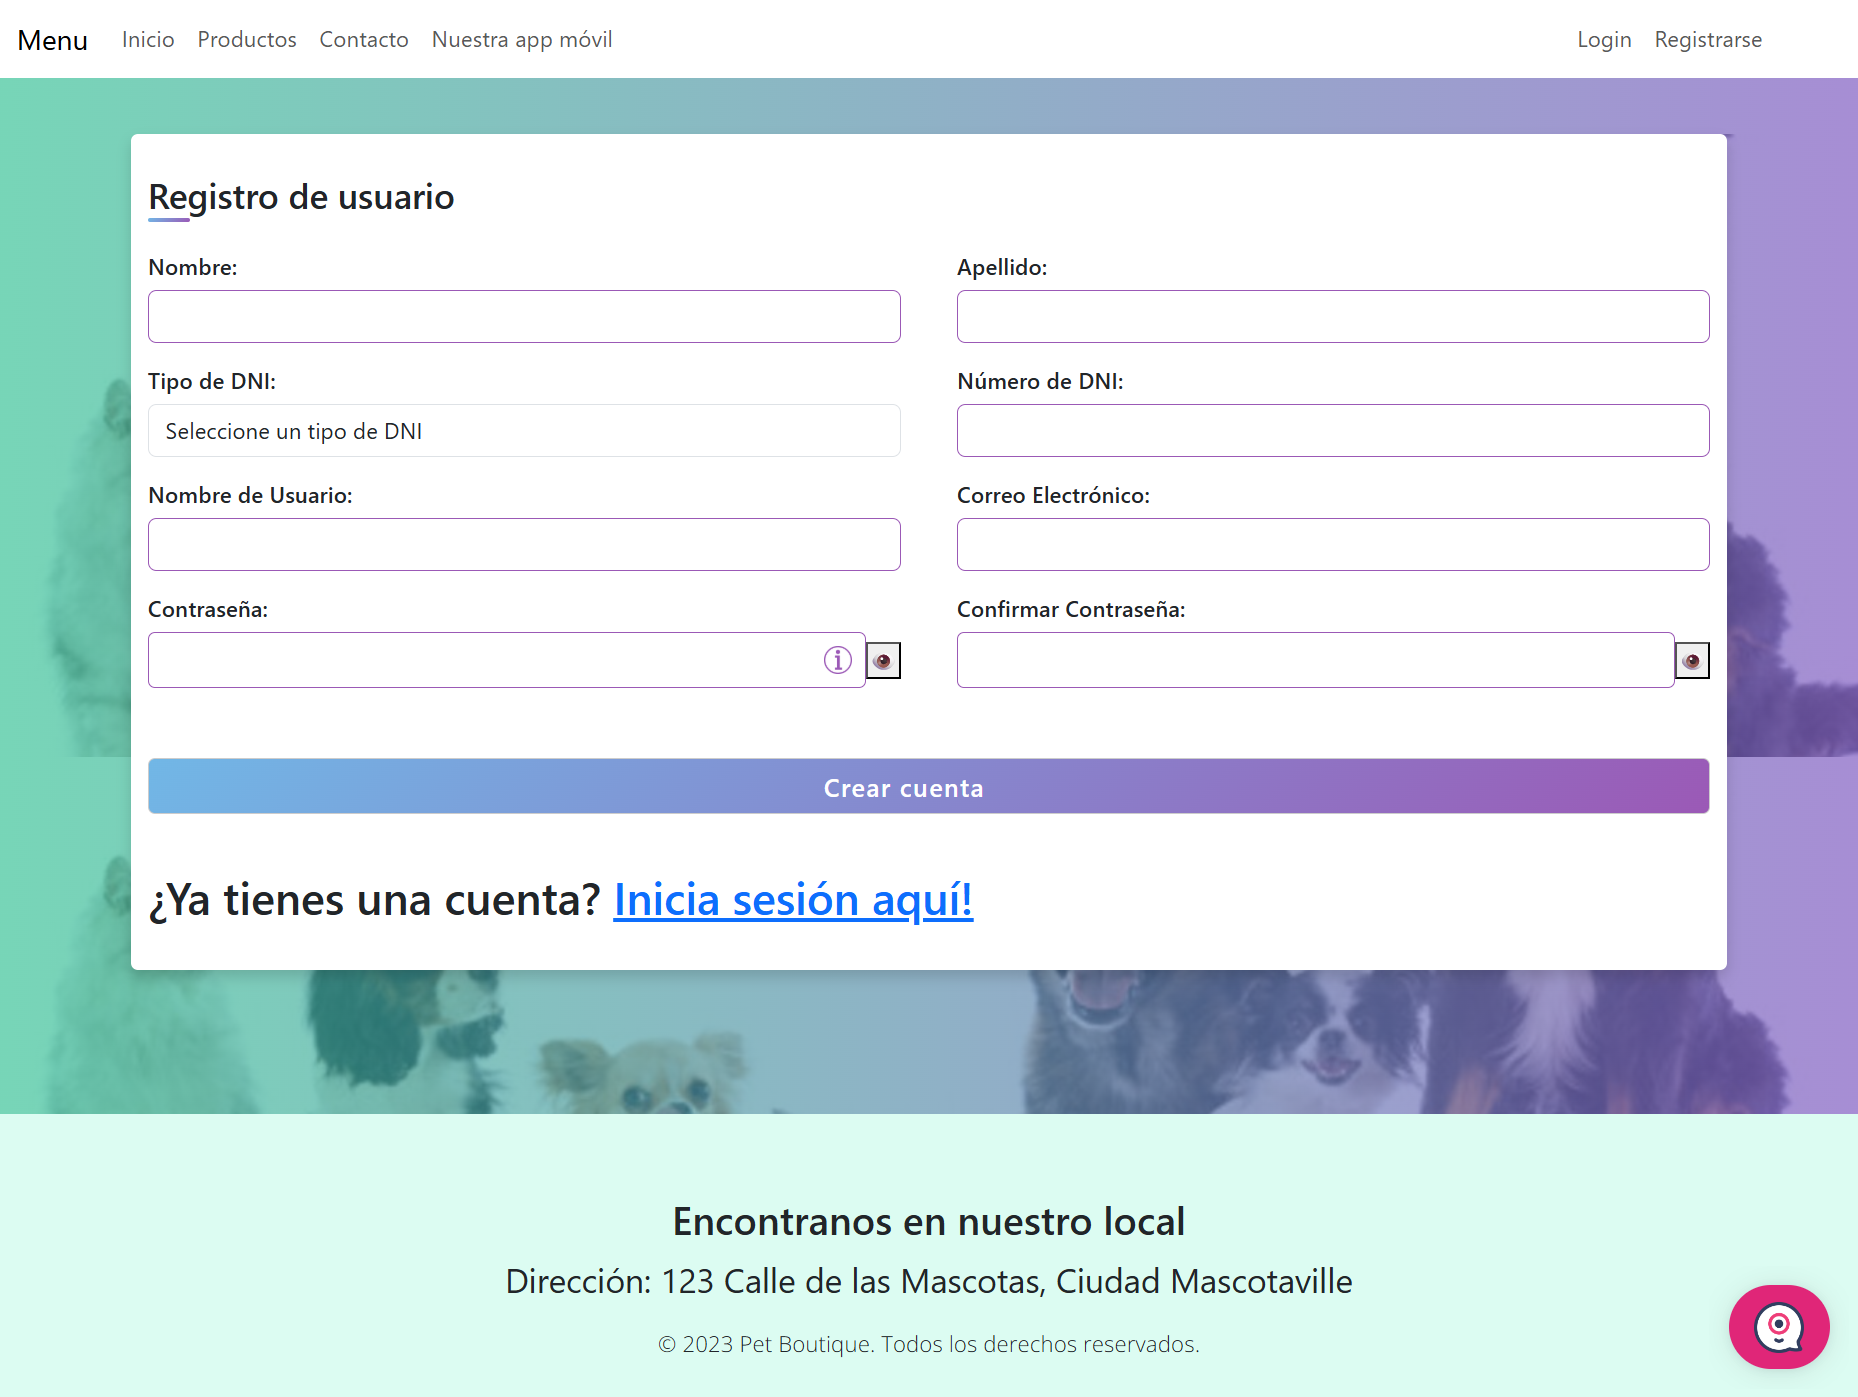 Menu Inicio Productos Contacto Nuestra app móvil Login Registrarse
Registro de usuario
Nombre: Apellido:
Tipo de DNI: Número de DNI:
Seleccione un tipo de DNI
Nombre de Usuario: Correo Electrónico:
Contraseña: Confirmar Contraseña:
Crear cuenta
¿Ya tienes una cuenta? Inicia sesión aquí!
Encontranos en nuestro local
Dirección: 123 Calle de las Mascotas, Ciudad Mascotaville
© 2023 Pet Boutique. Todos los derechos reservados.